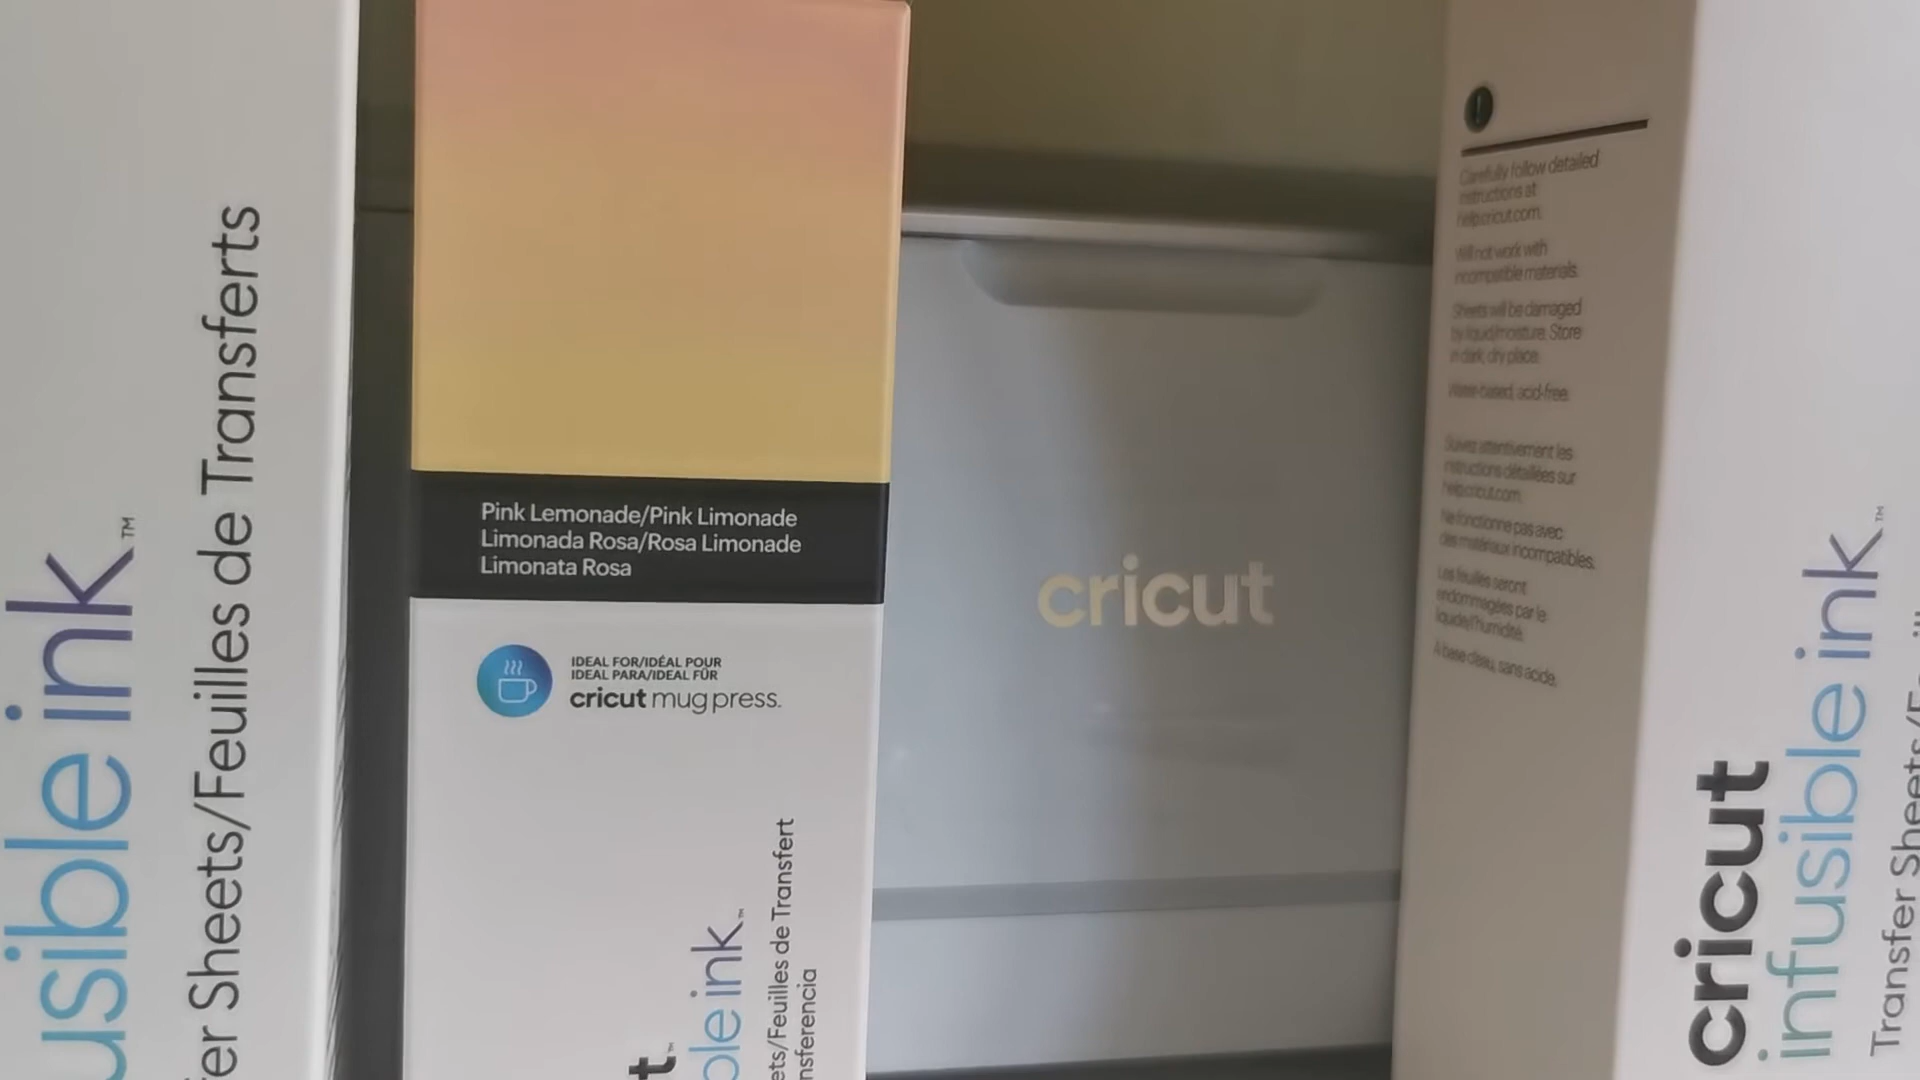 usible ink™
fer Sheets/Feuilles de Transferts
Pink Lemonade/Pink Limonade
Limonada Rosa/Rosa Limonade
Limonata Rosa
IDEAL FOR/IDÉAL POUR
IDEAL PARA/IDEAL FÜR
cricut mug press.
t™
ble ink™
ets/Feuilles de Transfert
nsferencia
cricut
Carefully follow detailed
instructions at
help.cricut.com.
Will not work with
incompatible materials.
Sheets will be damaged
by liquid/moisture. Store
in dark, dry place.
Water-based, acid-free.
Suivez attentivement les
instructions détaillées sur
help.cricut.com.
Ne fonctionne pas avec
des matériaux incompatibles.
Les feuilles seront
endommagées par le
liquide/l'humidité.
À base d'eau, sans acide.
cricut
infusible ink™
Transfer Sheets/